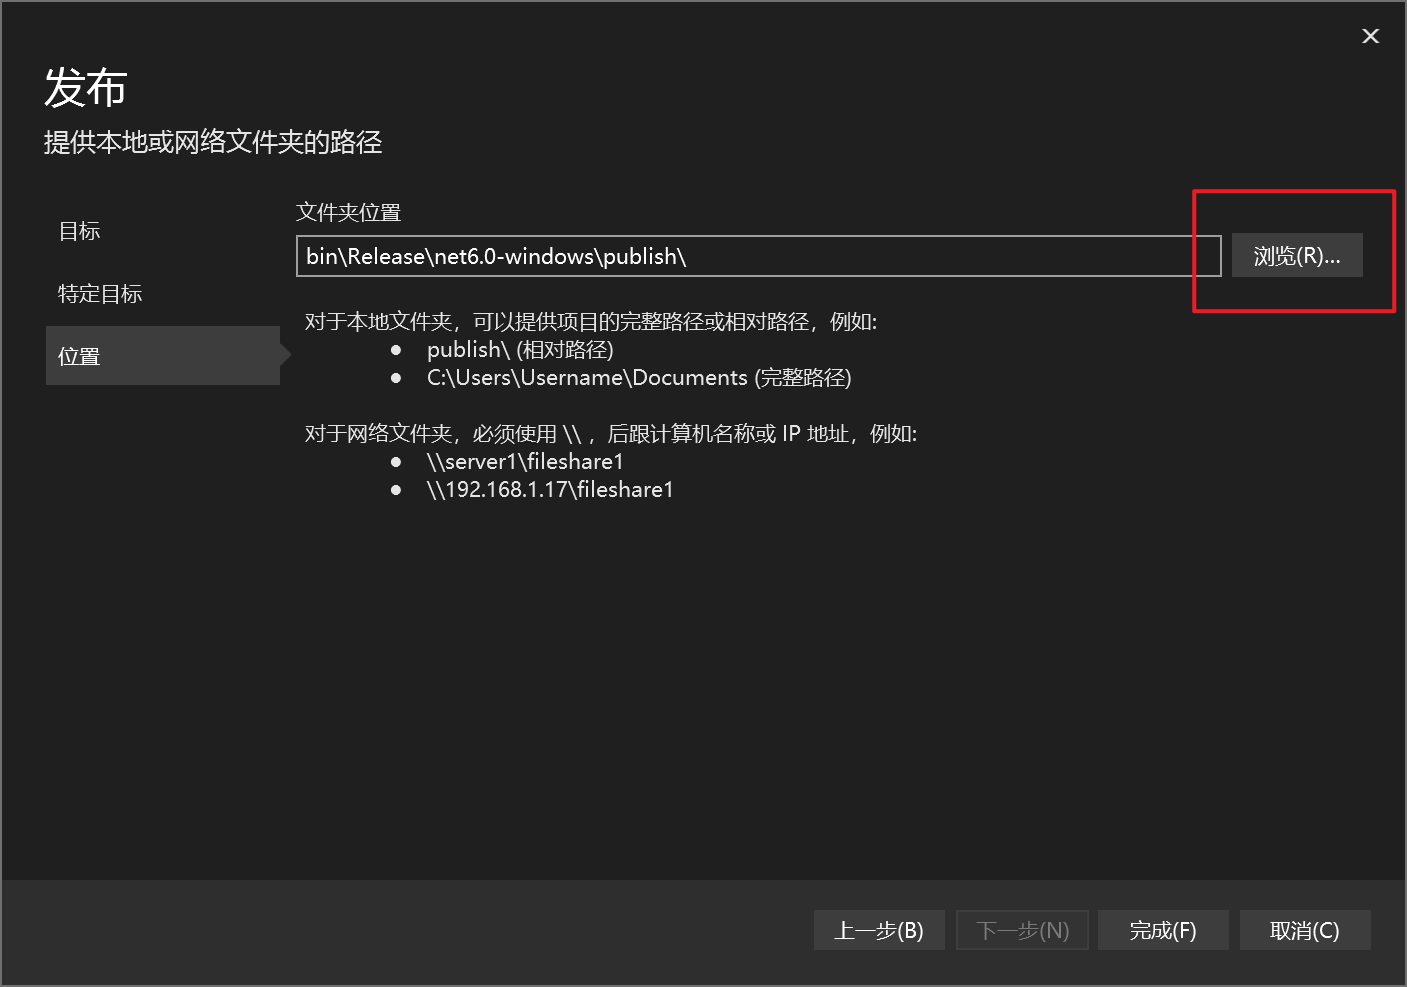 发布
提供本地或网络文件夹的路径
目标
特定目标
位置
文件夹位置
bin\Release\net6.0-windows\publish\
浏览(R)...
对于本地文件夹，可以提供项目的完整路径或相对路径，例如:
● publish\ (相对路径)
● C:\Users\Username\Documents (完整路径)
对于网络文件夹，必须使用 \\ ，后跟计算机名称或 IP 地址，例如:
● \\server1\fileshare1
● \\192.168.1.17\fileshare1
上一步(B)
下一步(N)
完成(F)
取消(C)